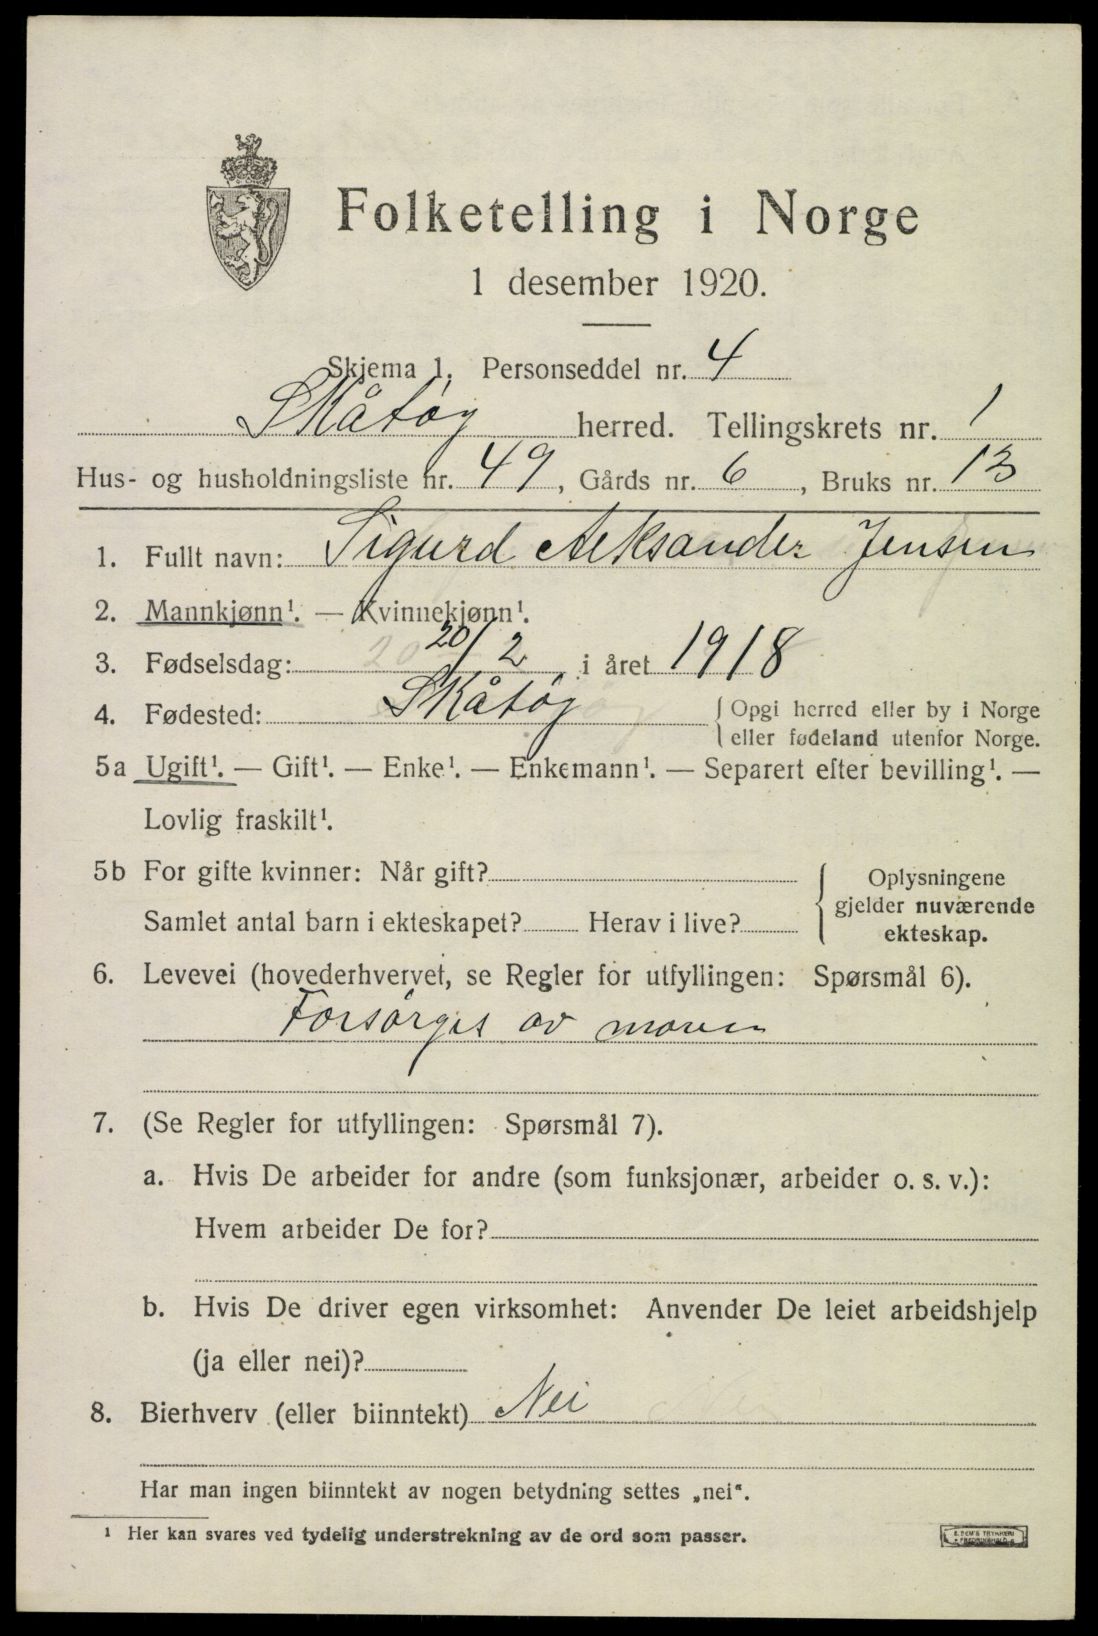 Folketelling i Norge
1 desember 1920.
Skjema 1. Personseddel nr. 4
Skåtøy herred. Tellingskrets nr. 1
Hus- og husholdningsliste nr. 49, Gårds nr. 6, Bruks nr. 13
1. Fullt navn: Sigurd Aleksander Jensen
2. Mannkjønn¹. — Kvinnekjønn¹.
3. Fødselsdag: 20/2 i året 1918
4. Fødested: Skåtøy { Opgi herred eller by i Norge
eller fødeland utenfor Norge.
5a Ugift¹. — Gift¹. — Enke¹. — Enkemann¹. — Separert efter bevilling¹. —
Lovlig fraskilt¹.
5b For gifte kvinner: Når gift?
Samlet antal barn i ekteskapet? Herav i live?
{ Oplysningene
gjelder nuværende
ekteskap.
6. Levevei (hovederhvervet, se Regler for utfyllingen: Spørsmål 6).
Forsørges av moren
7. (Se Regler for utfyllingen: Spørsmål 7).
a. Hvis De arbeider for andre (som funksjonær, arbeider o. s. v.):
Hvem arbeider De for?
b. Hvis De driver egen virksomhet: Anvender De leiet arbeidshjelp
(ja eller nei)?
8. Bierhverv (eller biinntekt) Nei
Har man ingen biinntekt av nogen betydning settes „nei“.
¹ Her kan svares ved tydelig understrekning av de ord som passer.